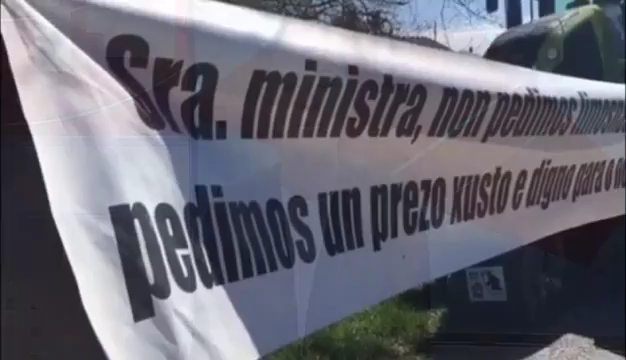 Sra. ministra, non pedimos
pedimos un prezo xusto e digno para o